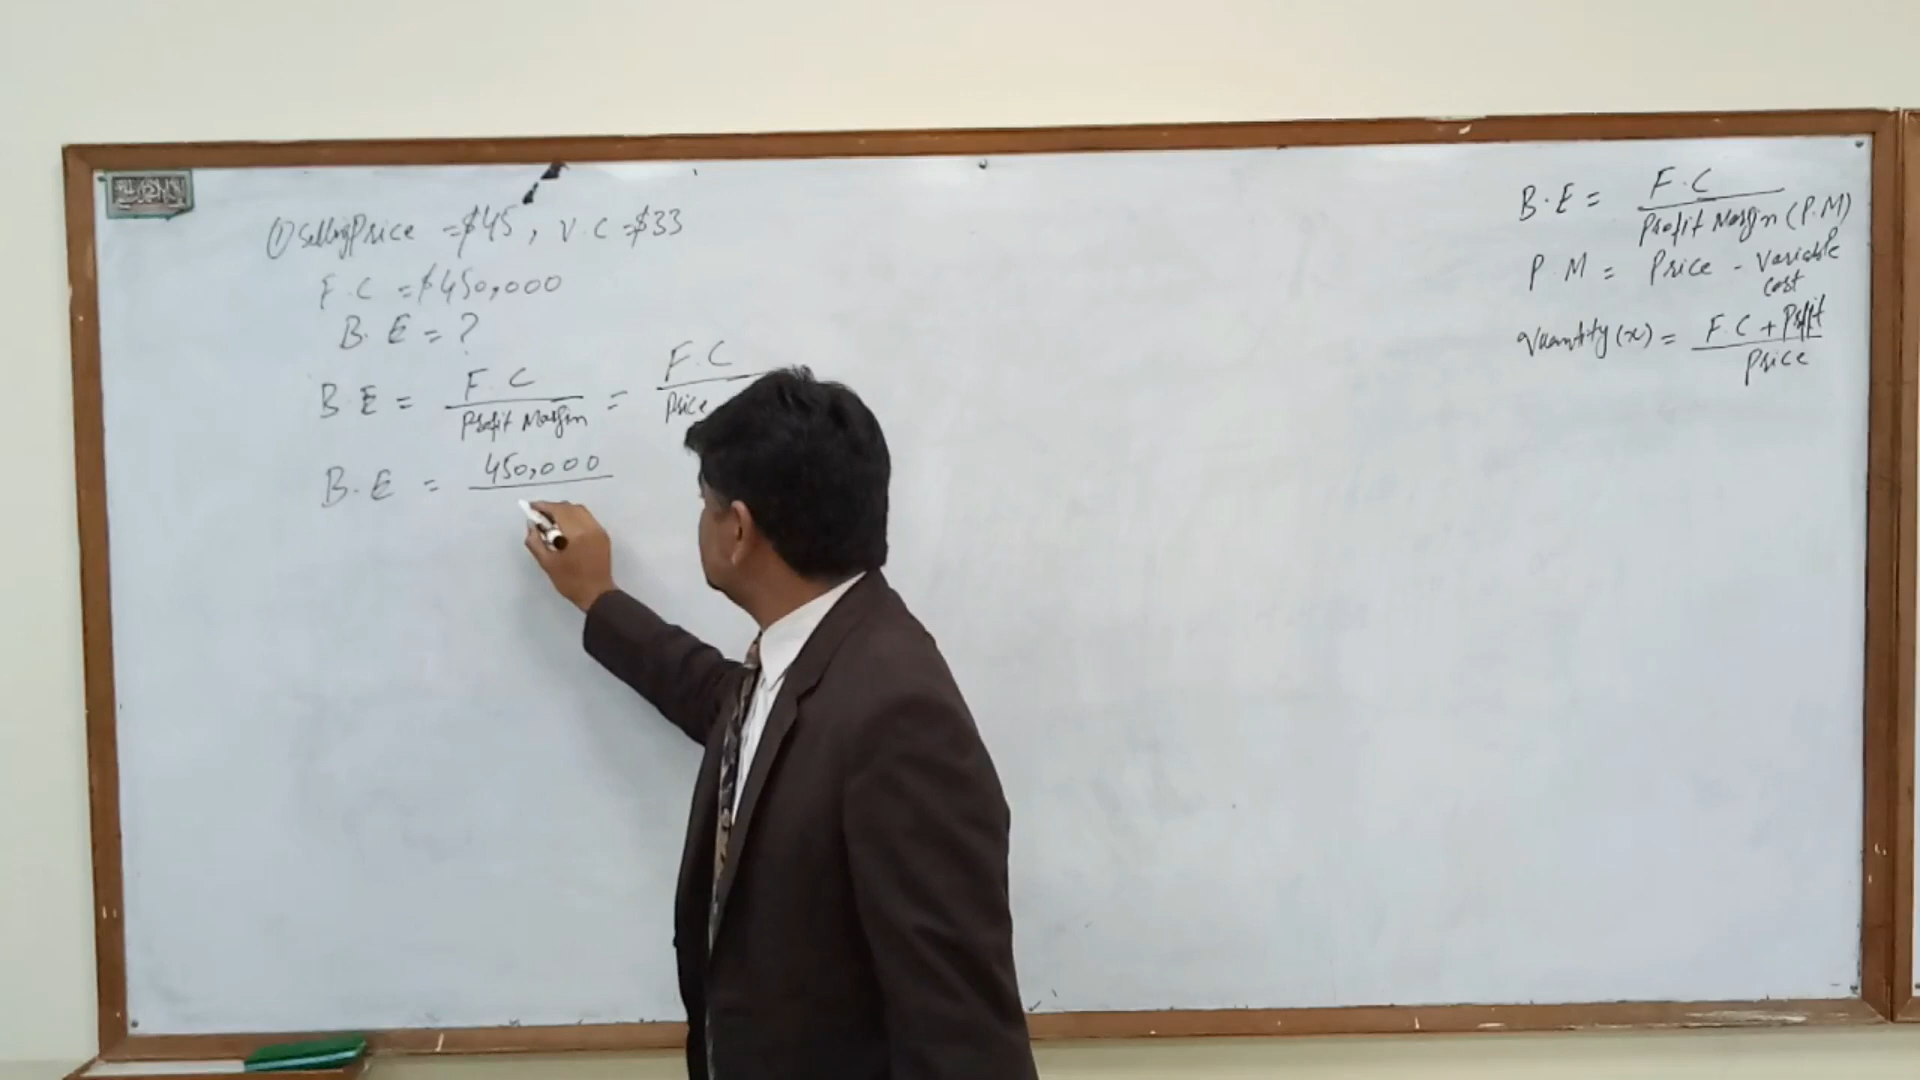 ① Selling Price = $45, V.C = $33
F.C = $450,000
B.E = ?
B.E = F.C / Profit Margin = F.C / Price
B.E = 450,000
B.E = F.C / Profit Margin (P.M)
P.M = Price - Variable cost
Quantity (x) = F.C + Profit / Price